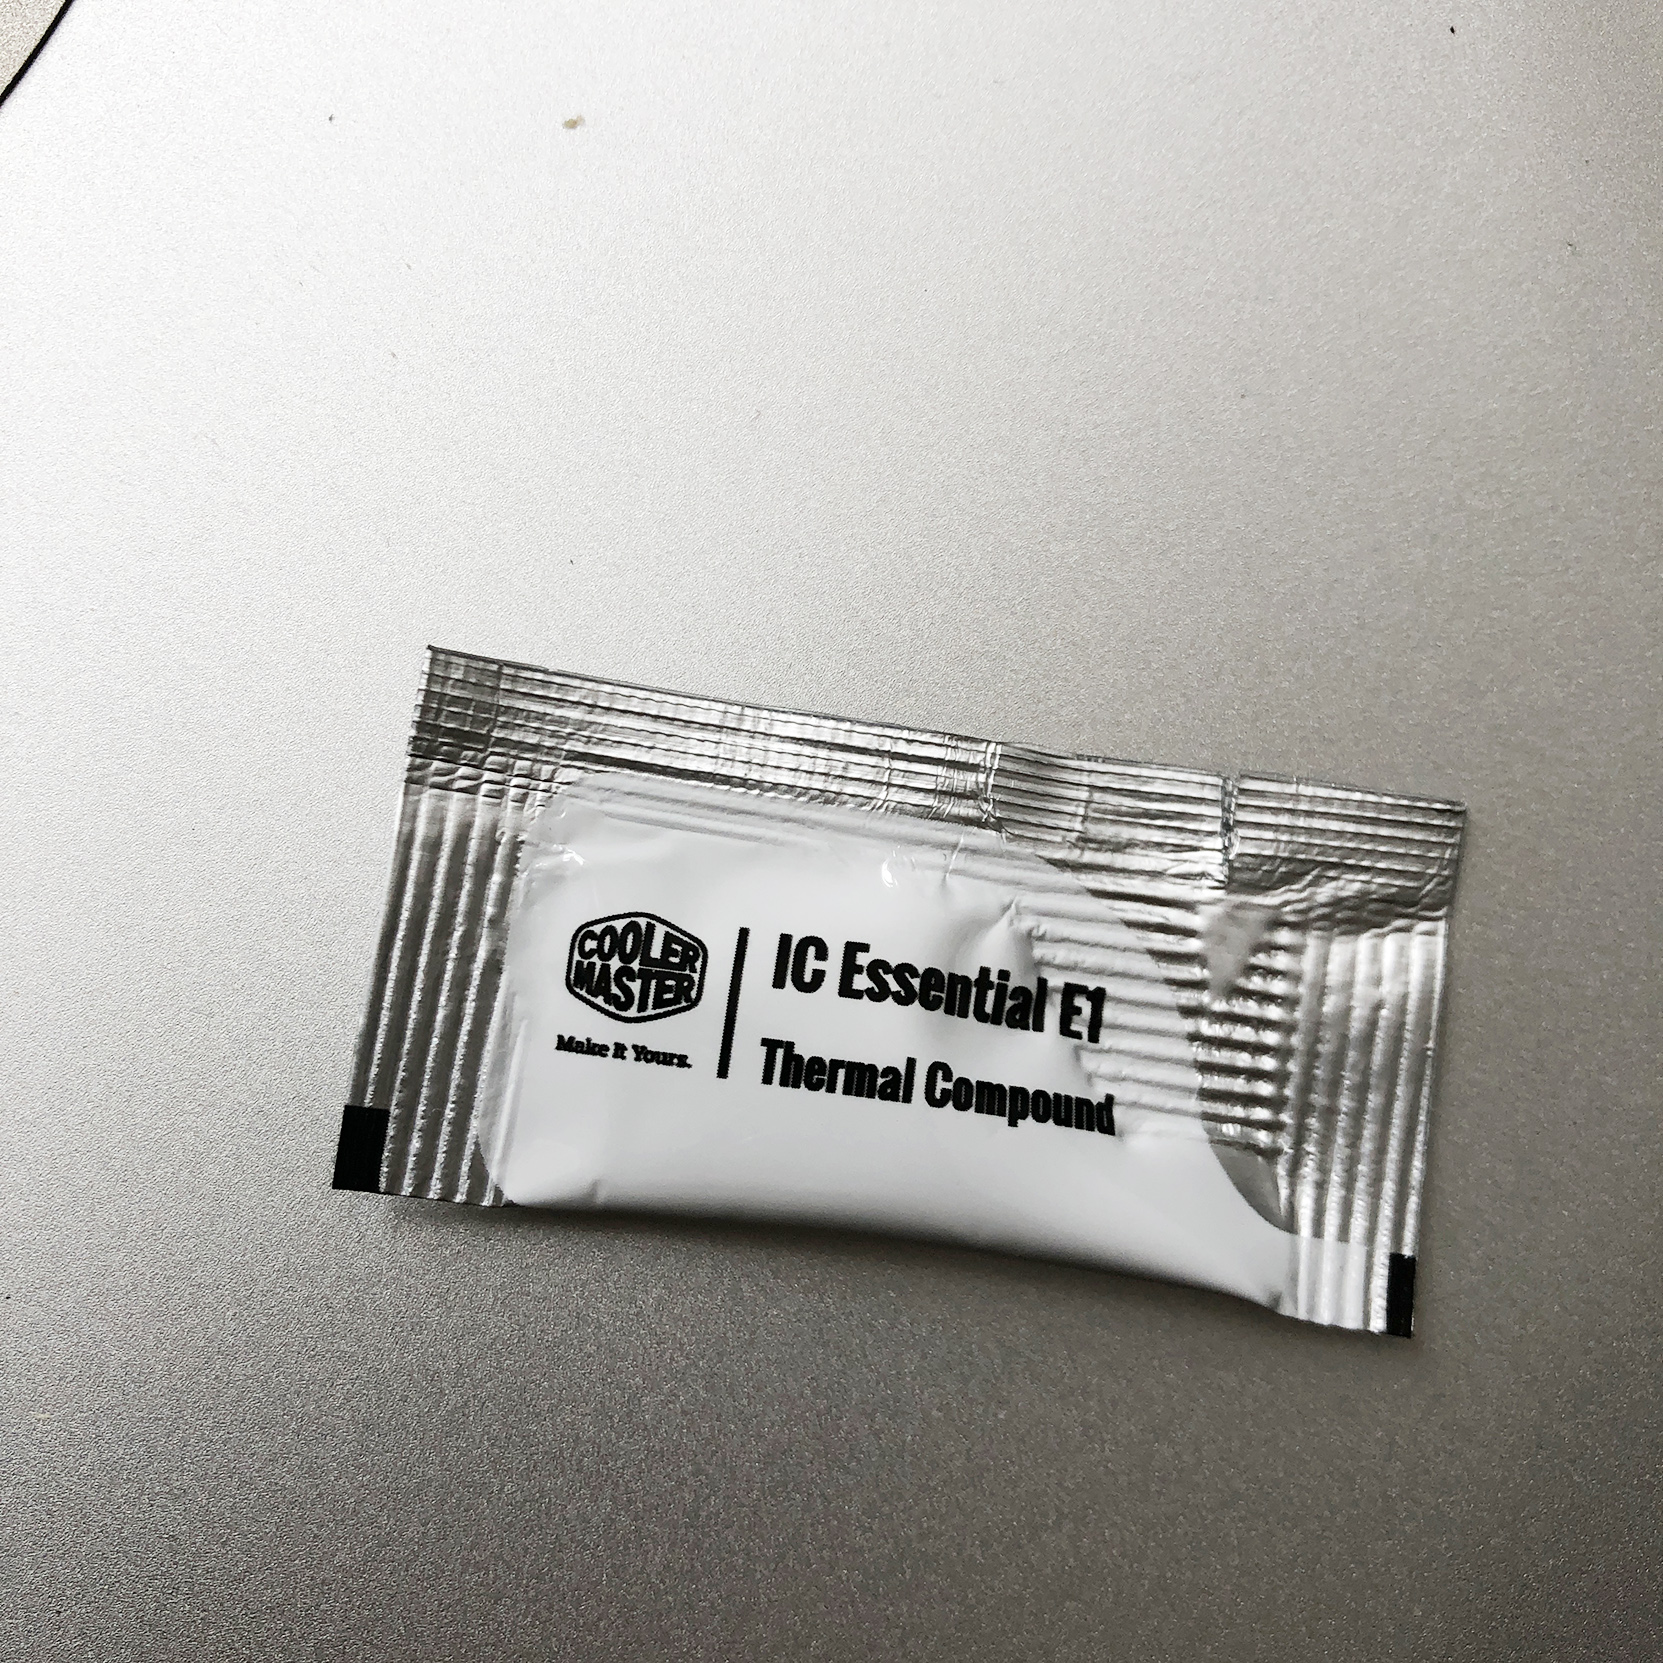 COOLER
MASTER
Make It Yours.
IC Essential E1
Thermal Compound